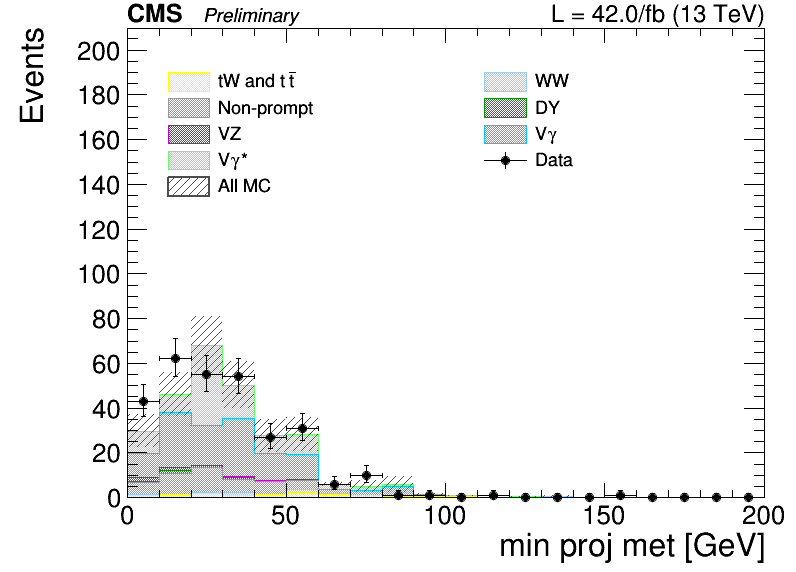 CMS Preliminary L = 42.0/fb (13 TeV)
Events
200
180
160
140
120
100
80
60
40
20
0
tW and t t̅
Non-prompt
VZ
Vγ*
All MC
WW
DY
Vγ
Data
0 50 100 150 200
min proj met [GeV]